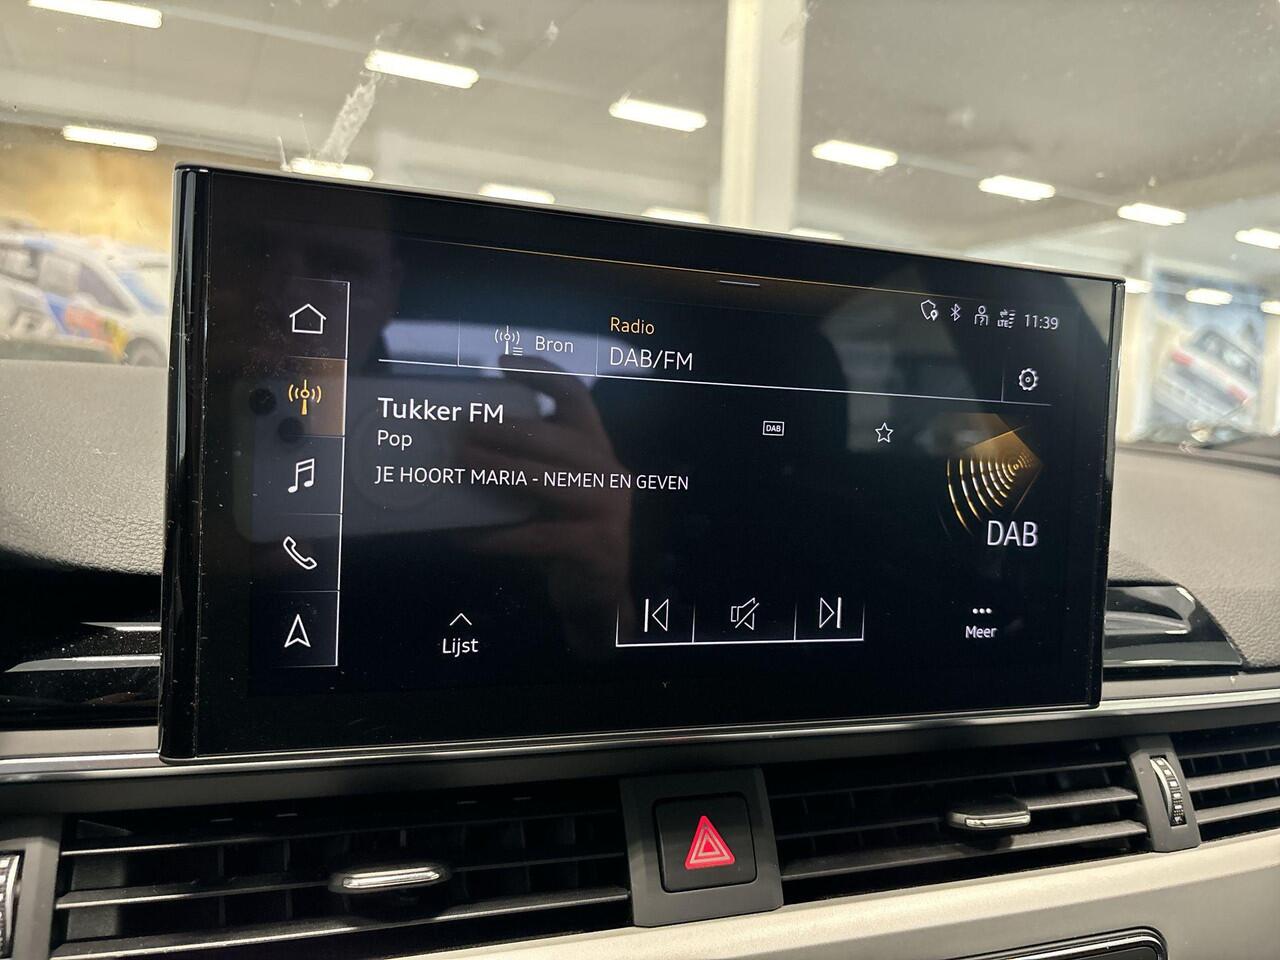 LTE
11:39
Bron
Radio
DAB/FM
Tukker FM
Pop
JE HOORT MARIA - NEMEN EN GEVEN
DAB
DAB
Lijst
Meer